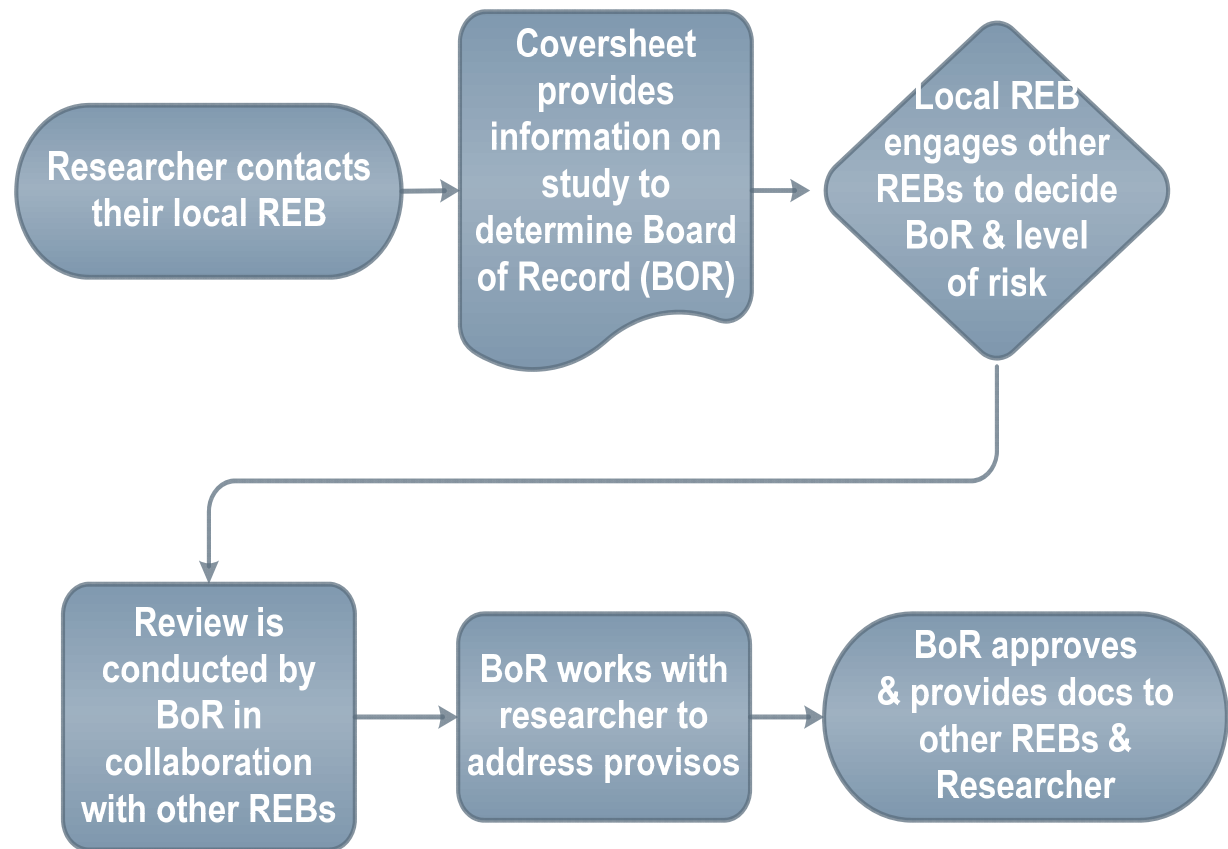 Researcher contacts
their local REB
Coversheet
provides
information on
study to
determine Board
of Record (BOR)
Local REB
engages other
REBs to decide
BoR & level
of risk
Review is
conducted by
BoR in
collaboration
with other REBs
BoR works with
researcher to
address provisos
BoR approves
& provides docs to
other REBs &
Researcher